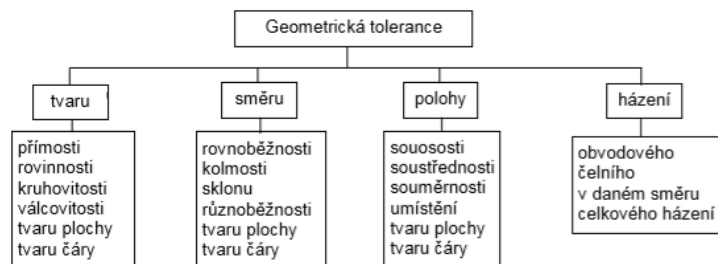 Geometrická tolerance
tvaru
směru
polohy
házení
přímosti
rovinnosti
kruhovitosti
válcovitosti
tvaru plochy
tvaru čáry
rovnoběžnosti
kolmosti
sklonu
různoběžnosti
tvaru plochy
tvaru čáry
souososti
soustřednosti
souměrnosti
umístění
tvaru plochy
tvaru čáry
obvodového
čelního
v daném směru
celkového házení